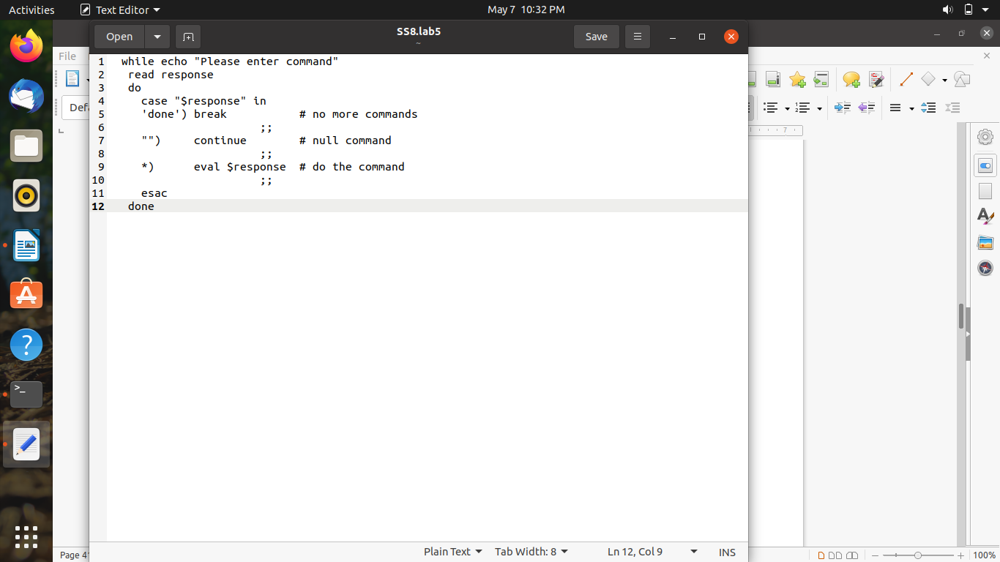 Activities Text Editor May 7 10:32 PM
Open SS8.lab5 Save
~
File
1 while echo "Please enter command"
2 read response
3 do
4 case "$response" in
5 'done') break # no more commands
6 ;;
7 "") continue # null command
8 ;;
9 *) eval $response # do the command
10 ;;
11 esac
12 done
7
Plain Text Tab Width: 8 Ln 12, Col 9 INS
Page 100%